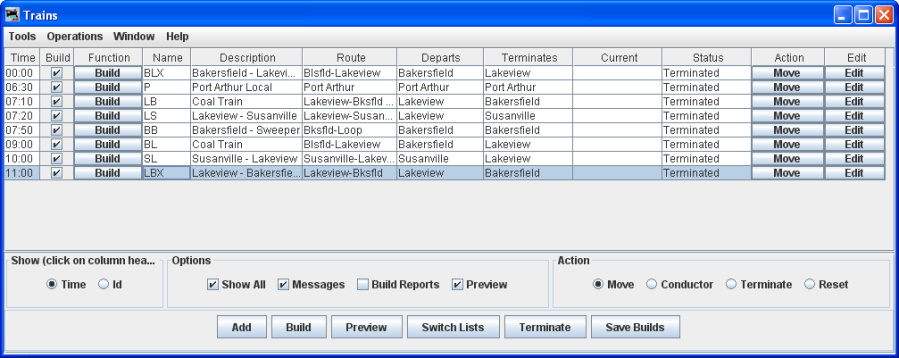 Trains
Tools Operations Window Help
Time Build Function Name Description Route Departs Terminates Current Status Action Edit
00:00 Build BLX Bakersfield - Lakevi... Blsfld-Lakeview Bakersfield Lakeview Terminated Move Edit
06:30 Build P Port Arthur Local Port Arthur Port Arthur Port Arthur Terminated Move Edit
07:10 Build LB Coal Train Lakeview-Bksfld ... Lakeview Bakersfield Terminated Move Edit
07:20 Build LS Lakeview - Susanville Lakeview-Susan... Lakeview Susanville Terminated Move Edit
07:50 Build BB Bakersfield - Sweeper Bksfld-Loop Bakersfield Bakersfield Terminated Move Edit
09:00 Build BL Coal Train Blsfld-Lakeview Bakersfield Lakeview Terminated Move Edit
10:00 Build SL Susanville - Lakeview Susanville-Lakev... Susanville Lakeview Terminated Move Edit
11:00 Build LBX Lakeview - Bakersfie... Lakeview-Bksfld Lakeview Bakersfield Terminated Move Edit
Show (click on column hea... Options Action
Time Id Show All Messages Build Reports Preview Move Conductor Terminate Reset
Add Build Preview Switch Lists Terminate Save Builds